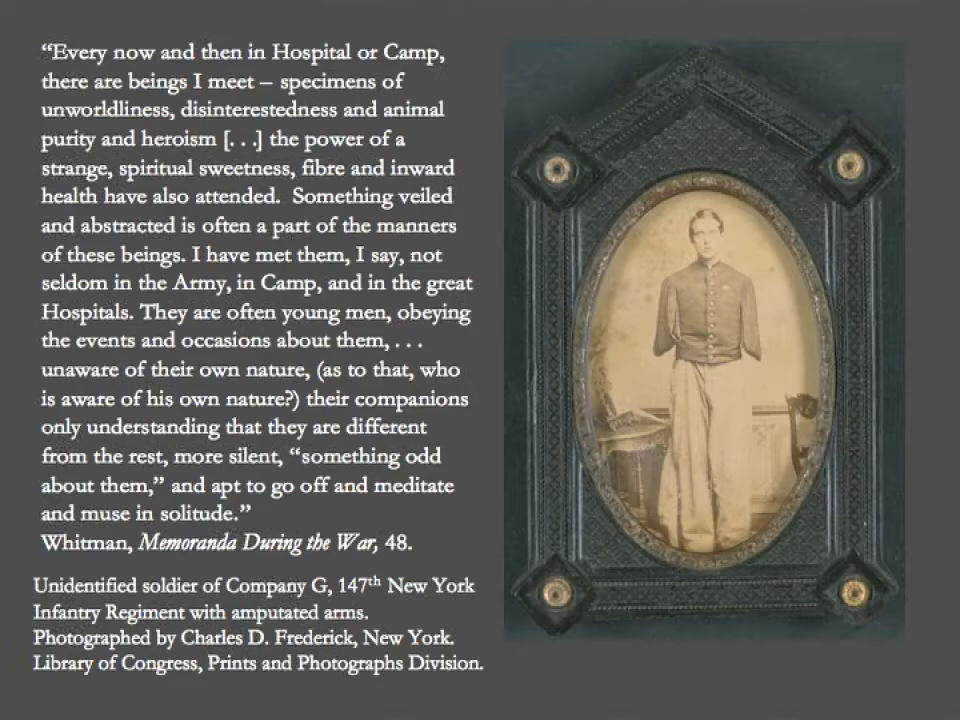 “Every now and then in Hospital or Camp,
there are beings I meet – specimens of
unworldliness, disinterestedness and animal
purity and heroism [. . .] the power of a
strange, spiritual sweetness, fibre and inward
health have also attended.  Something veiled
and abstracted is often a part of the manners
of these beings. I have met them, I say, not
seldom in the Army, in Camp, and in the great
Hospitals. They are often young men, obeying
the events and occasions about them, . . .
unaware of their own nature, (as to that, who
is aware of his own nature?) their companions
only understanding that they are different
from the rest, more silent, “something odd
about them,” and apt to go off and meditate
and muse in solitude.”
Whitman, Memoranda During the War, 48.
Unidentified soldier of Company G, 147th New York
Infantry Regiment with amputated arms.
Photographed by Charles D. Frederick, New York.
Library of Congress, Prints and Photographs Division.